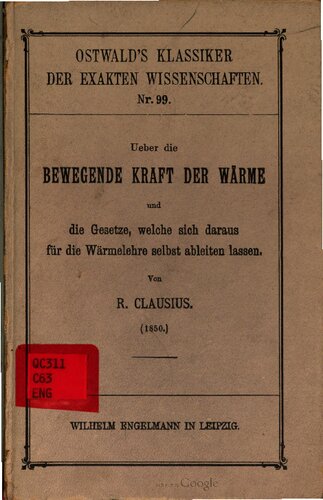 OSTWALD'S KLASSIKER
DER EXAKTEN WISSENSCHAFTEN.
Nr. 99.
Ueber die
BEWEGENDE KRAFT DER WÄRME
und
die Gesetze, welche sich daraus
für die Wärmelehre selbst ableiten lassen.
Von
R. CLAUSIUS.
(1850.)
QC311
C63
ENG
WILHELM ENGELMANN IN LEIPZIG.
Google